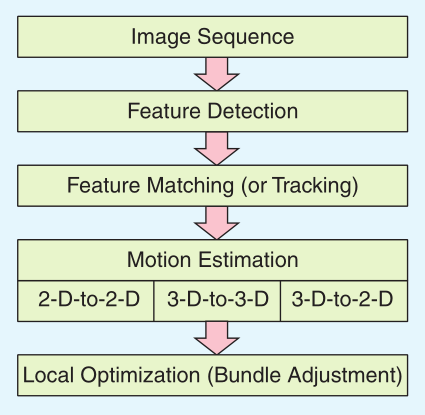 Image Sequence
Feature Detection
Feature Matching (or Tracking)
Motion Estimation
2-D-to-2-D 3-D-to-3-D 3-D-to-2-D
Local Optimization (Bundle Adjustment)